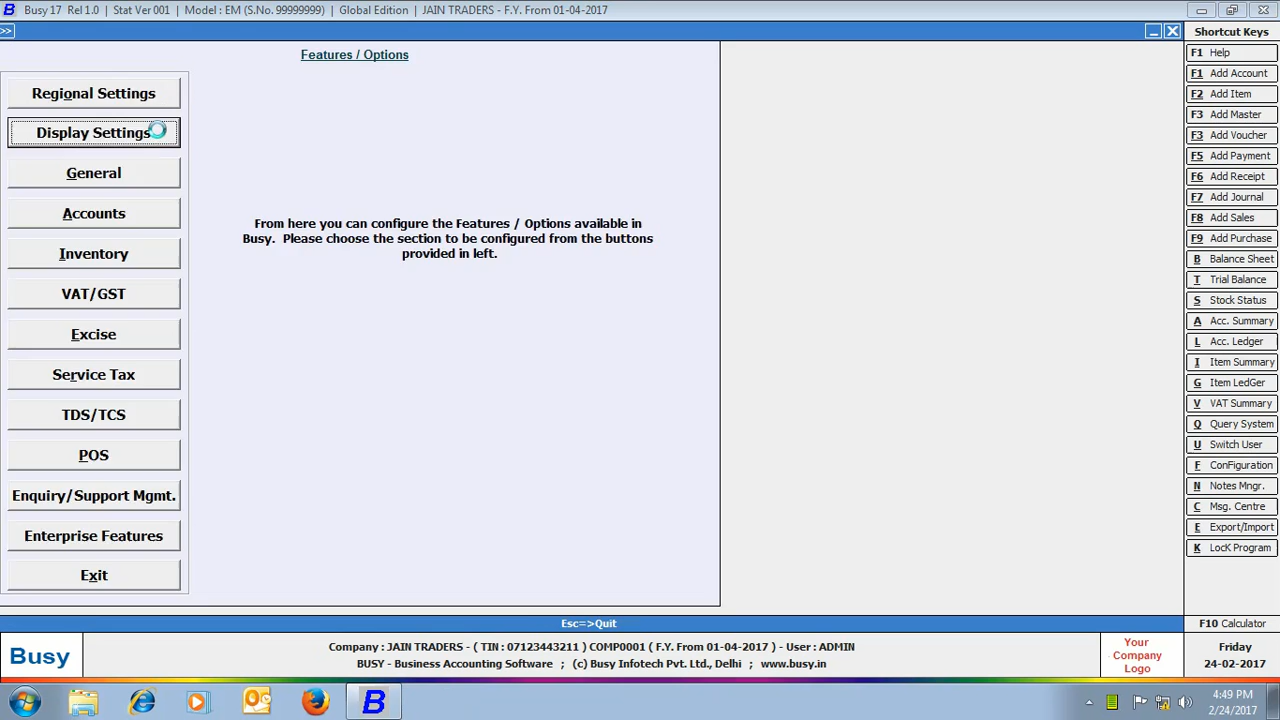 Busy 17 Rel 1.0 | Stat Ver 001 | Model : EM (S.No. 99999999) | Global Edition | JAIN TRADERS - F.Y. From 01-04-2017
>>
Features / Options
Regional Settings
Display Settings
General
Accounts
Inventory
VAT/GST
Excise
Service Tax
TDS/TCS
POS
Enquiry/Support Mgmt.
Enterprise Features
Exit
From here you can configure the Features / Options available in
Busy. Please choose the section to be configured from the buttons
provided in left.
Shortcut Keys
F1 Help
F1 Add Account
F2 Add Item
F3 Add Master
F3 Add Voucher
F5 Add Payment
F6 Add Receipt
F7 Add Journal
F8 Add Sales
F9 Add Purchase
B Balance Sheet
T Trial Balance
S Stock Status
A Acc. Summary
L Acc. Ledger
I Item Summary
G Item LedGer
V VAT Summary
Q Query System
U Switch User
F ConFiguration
N Notes Mngr.
C Msg. Centre
E Export/Import
K LocK Program
Esc=>Quit
F10 Calculator
Busy
Company : JAIN TRADERS - ( TIN : 07123443211 ) COMP0001 ( F.Y. From 01-04-2017 ) - User : ADMIN
BUSY - Business Accounting Software ; (c) Busy Infotech Pvt. Ltd., Delhi ; www.busy.in
Your
Company
Logo
Friday
24-02-2017
4:49 PM
2/24/2017